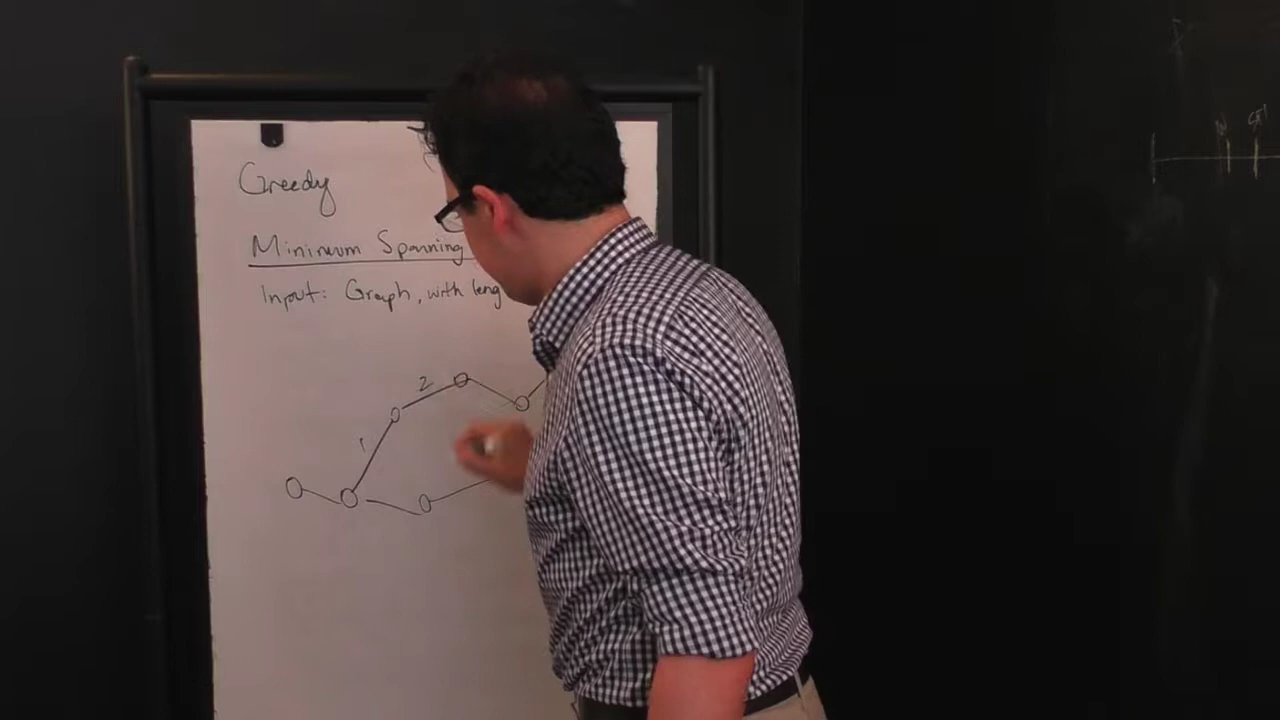 Greedy
Minimum Spanning
Input: Graph, with leng
2
1